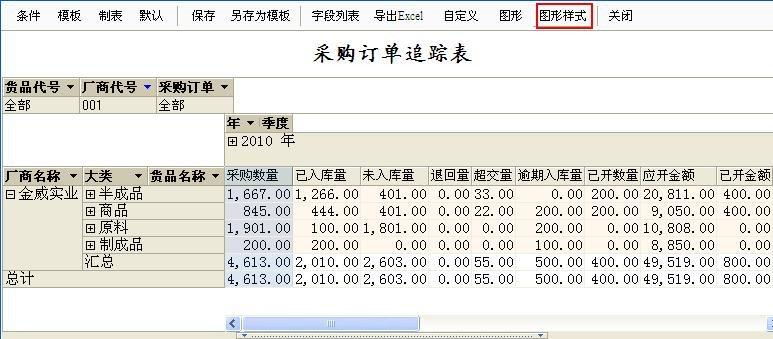 条件 模板 制表 默认 保存 另存为模板 字段列表 导出Excel 自定义 图形 图形样式 关闭
采购订单追踪表
货品代号 厂商代号 采购订单
全部 001 全部
年 季度
2010 年
厂商名称 大类 货品名称 采购数量 已入库量 未入库量 退回量 超交量 逾期入库量 已开数量 应开金额 已开金额
金威实业 半成品 1,667.00 1,266.00 401.00 0.00 33.00 0.00 200.00 20,811.00 400.00
商品 845.00 444.00 401.00 0.00 22.00 200.00 200.00 9,050.00 400.00
原料 1,901.00 100.00 1,801.00 0.00 0.00 200.00 0.00 10,808.00 0.00
制成品 200.00 200.00 0.00 0.00 0.00 100.00 0.00 8,850.00 0.00
汇总 4,613.00 2,010.00 2,603.00 0.00 55.00 500.00 400.00 49,519.00 800.00
总计 4,613.00 2,010.00 2,603.00 0.00 55.00 500.00 400.00 49,519.00 800.00